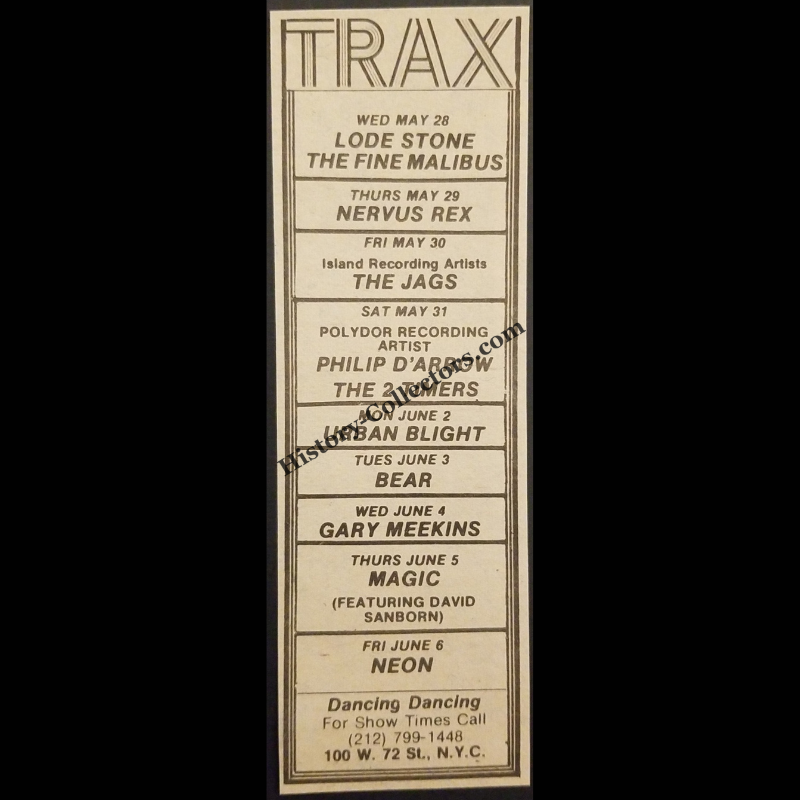 TRAX
WED MAY 28
LODE STONE
THE FINE MALIBUS
THURS MAY 29
NERVUS REX
FRI MAY 30
Island Recording Artists
THE JAGS
SAT MAY 31
POLYDOR RECORDING
ARTIST
PHILIP D'ARROW
THE 2 TIMERS
MON JUNE 2
URBAN BLIGHT
TUES JUNE 3
BEAR
WED JUNE 4
GARY MEEKINS
THURS JUNE 5
MAGIC
(FEATURING DAVID
SANBORN)
FRI JUNE 6
NEON
Dancing Dancing
For Show Times Call
(212) 799-1448
100 W. 72 St., N.Y.C.
History-Collectors.com